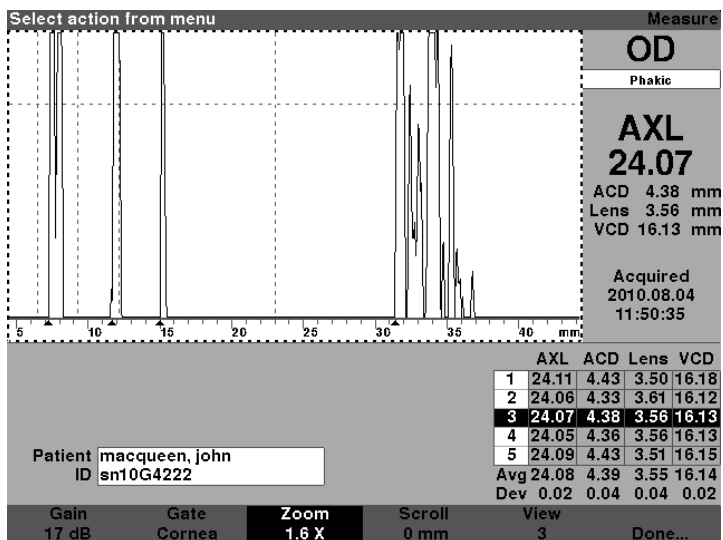 Select action from menu Measure
OD
Phakic
AXL
24.07
ACD 4.38 mm
Lens 3.56 mm
VCD 16.13 mm
Acquired
2010.08.04
11:50:35
5 10 15 20 25 30 35 40 mm
AXL ACD Lens VCD
1 24.11 4.43 3.50 16.18
2 24.06 4.33 3.61 16.12
3 24.07 4.38 3.56 16.13
4 24.05 4.36 3.56 16.13
5 24.09 4.43 3.51 16.15
Avg 24.08 4.39 3.55 16.14
Dev 0.02 0.04 0.04 0.02
Patient macqueen, john
ID sn10G4222
Gain Gate Zoom Scroll View
17 dB Cornea 1.6 X 0 mm 3 Done...